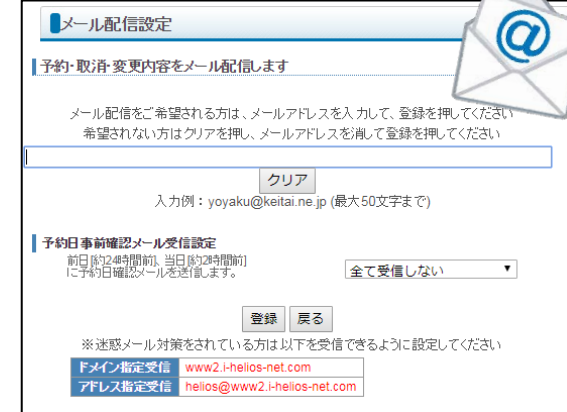 メール配信設定
@
予約・取消・変更内容をメール配信します
メール配信をご希望される方は、メールアドレスを入力して、登録を押してください
希望されない方はクリアを押し、メールアドレスを消して登録を押してください
クリア
入力例：yoyaku@keitai.ne.jp (最大50文字まで)
予約日事前確認メール受信設定
前日[約24時間前]、当日[約2時間前]
に予約日確認メールを送信します。
全て受信しない ▼
登録 戻る
※迷惑メール対策をされている方は以下を受信できるように設定してください
ドメイン指定受信 www2.i-helios-net.com
アドレス指定受信 helios@www2.i-helios-net.com